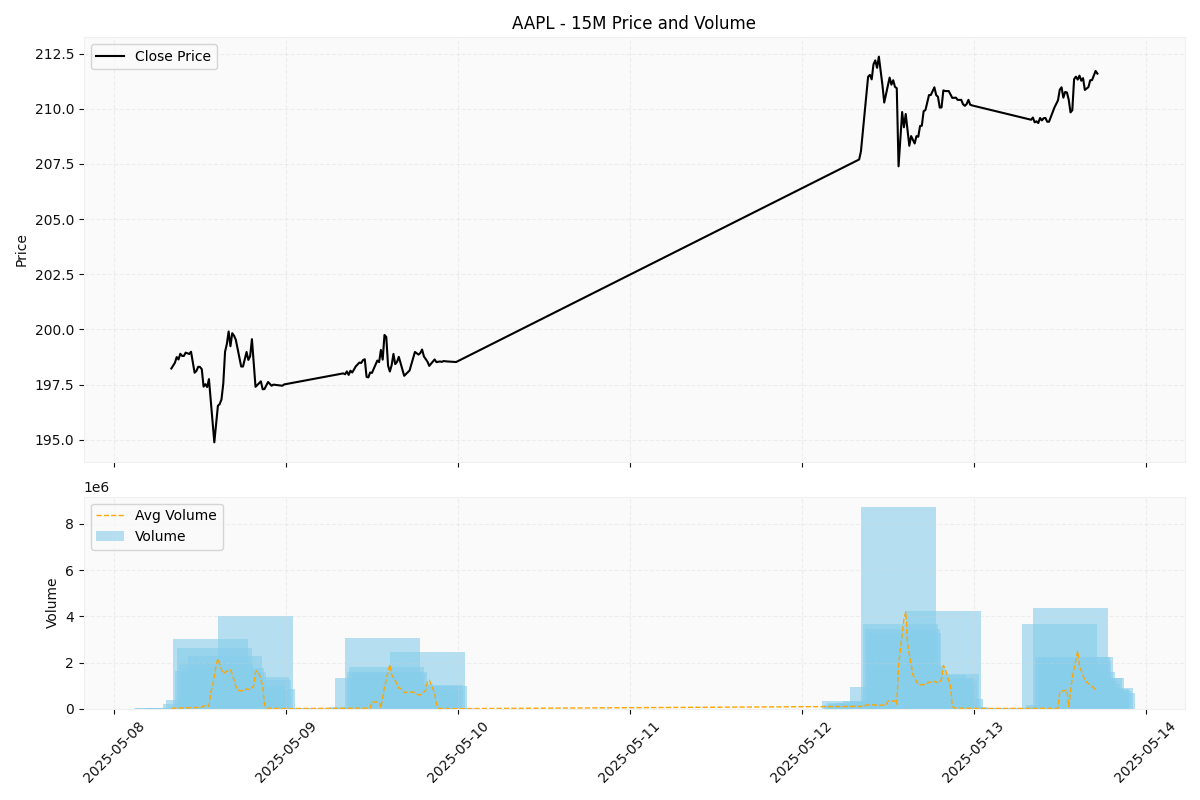 AAPL - 15M Price and Volume
Close Price
212.5
210.0
207.5
205.0
202.5
200.0
197.5
195.0
Price
1e6
Avg Volume
Volume
8
6
4
2
0
Volume
2025-05-08
2025-05-09
2025-05-10
2025-05-11
2025-05-12
2025-05-13
2025-05-14